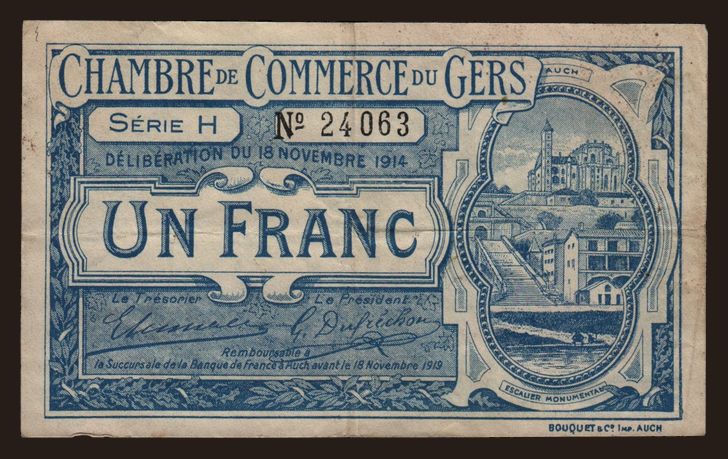 CHAMBRE DE COMMERCE DU GERS
SÉRIE H
Nº 24063
DÉLIBÉRATION DU 18 NOVEMBRE 1914
UN FRANC
Le Trésorier
Le Président
G. Dufréchou
Remboursable à
la Succursale de la Banque de France à Auch avant le 18 Novembre 1919
AUCH
ESCALIER MONUMENTAL
BOUQUET & Cº IMP. AUCH